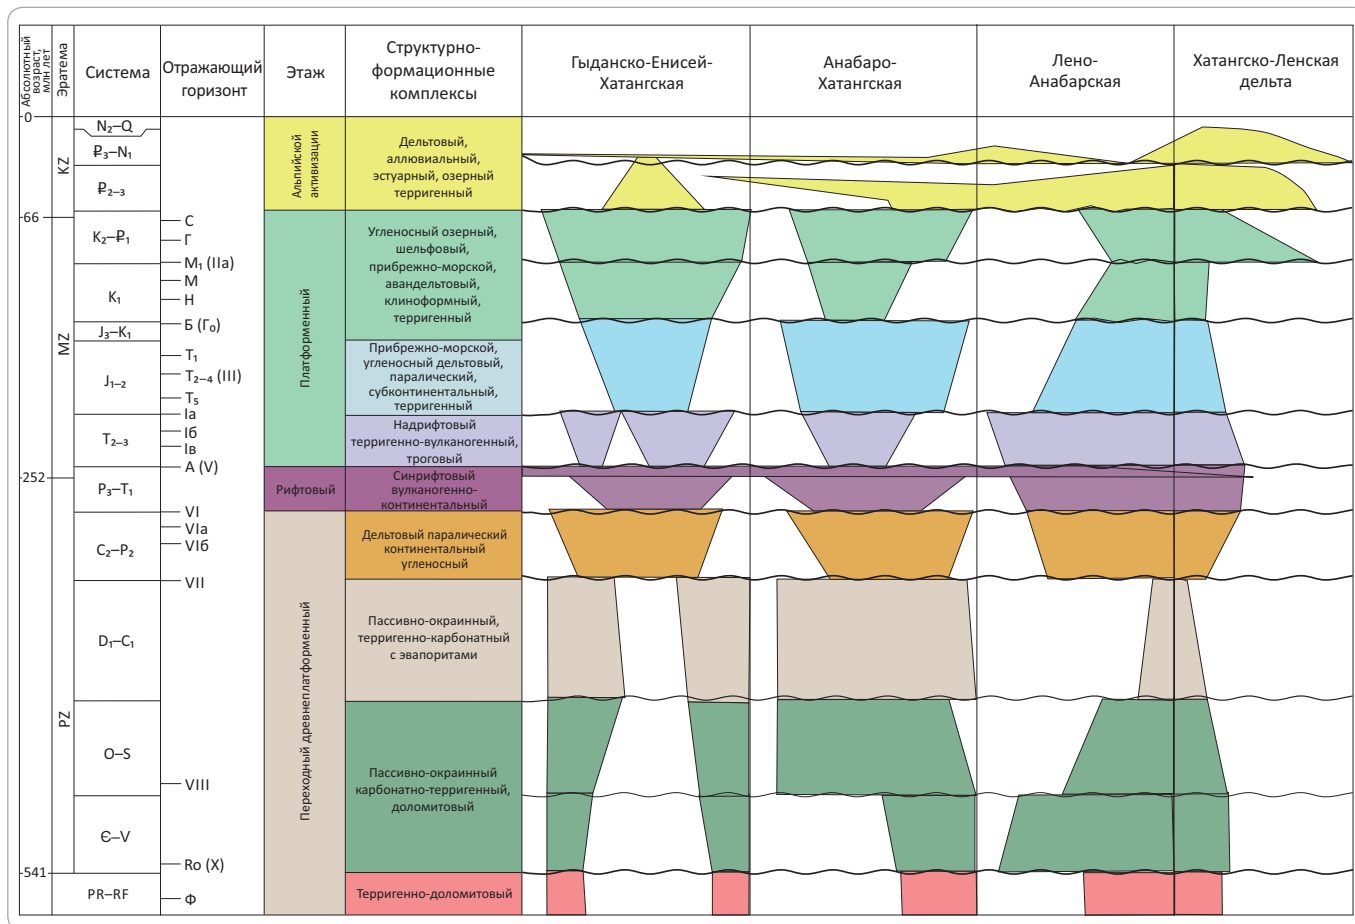 Абсолютный
возраст,
млн лет
Эратема
Система
Отражающий
горизонт
Этаж
Структурно-
формационные
комплексы
Гыданско-Енисей-
Хатангская
Анабаро-
Хатангская
Лено-
Анабарская
Хатангско-Ленская
дельта
0
66
252
541
KZ
MZ
PZ
N₂–Q
₽₃–N₁
₽₂₋₃
K₂–₽₁
K₁
J₃–K₁
J₁₋₂
T₂₋₃
P₃–T₁
C₂–P₂
D₁–C₁
O–S
Є–V
PR–RF
С
Г
М₁ (IIа)
М
Н
Б (Г₀)
Т₁
Т₂₋₄ (III)
Т₅
Iа
Iб
Iв
А (V)
VI
VIа
VIб
VII
VIII
Ro (X)
Ф
Альпийской
активизации
Платформенный
Рифтовый
Переходный древнеплатформенный
Дельтовый,
аллювиальный,
эстуарный, озерный
терригенный
Угленосный озерный,
шельфовый,
прибрежно-морской,
авандельтовый,
клиноформный,
терригенный
Прибрежно-морской,
угленосный дельтовый,
паралический,
субконтинентальный,
терригенный
Надрифтовый
терригенно-вулканогенный,
троговый
Синрифтовый
вулканогенно-
континентальный
Дельтовый паралический
континентальный
угленосный
Пассивно-окраинный,
терригенно-карбонатный
с эвапоритами
Пассивно-окраинный
карбонатно-терригенный,
доломитовый
Терригенно-доломитовый